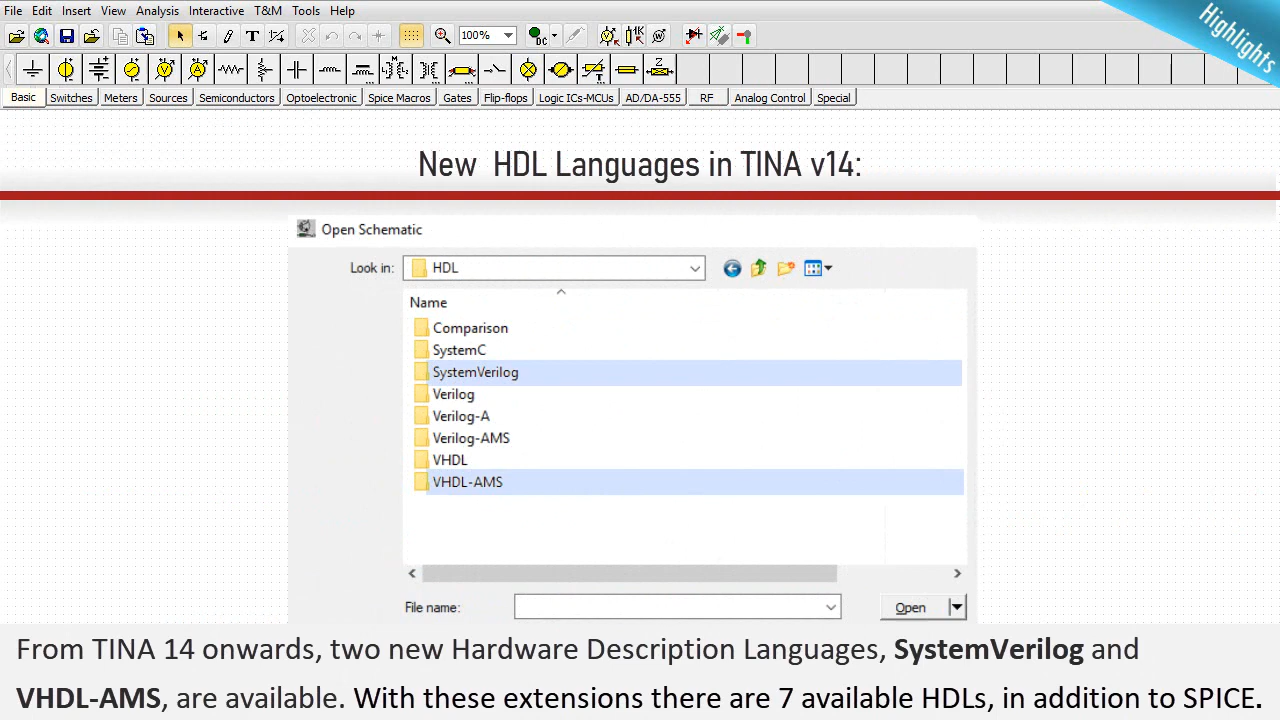 File Edit Insert View Analysis Interactive T&M Tools Help
Highlights
100%
Basic Switches Meters Sources Semiconductors Optoelectronic Spice Macros Gates Flip-flops Logic ICs-MCUs AD/DA-555 RF Analog Control Special
New HDL Languages in TINA v14:
Open Schematic
Look in: HDL
Name
Comparison
SystemC
SystemVerilog
Verilog
Verilog-A
Verilog-AMS
VHDL
VHDL-AMS
File name: Open
From TINA 14 onwards, two new Hardware Description Languages, SystemVerilog and
VHDL-AMS, are available. With these extensions there are 7 available HDLs, in addition to SPICE.